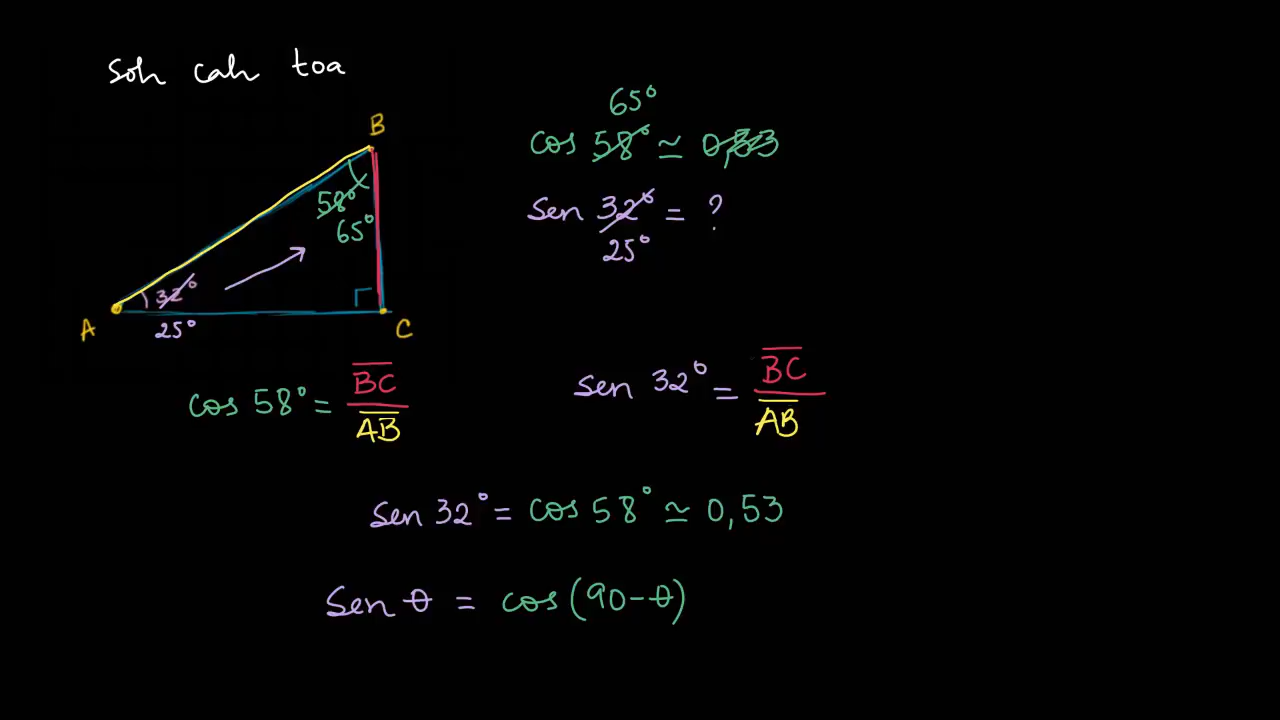 Soh cah toa
65°
cos 58° ≃ 0,53
sen 32° = ?
25°
B
58°
65°
32°
A
25°
C
cos 58° = BC/AB
sen 32° = BC/AB
sen 32° = cos 58° ≃ 0,53
sen θ = cos(90-θ)